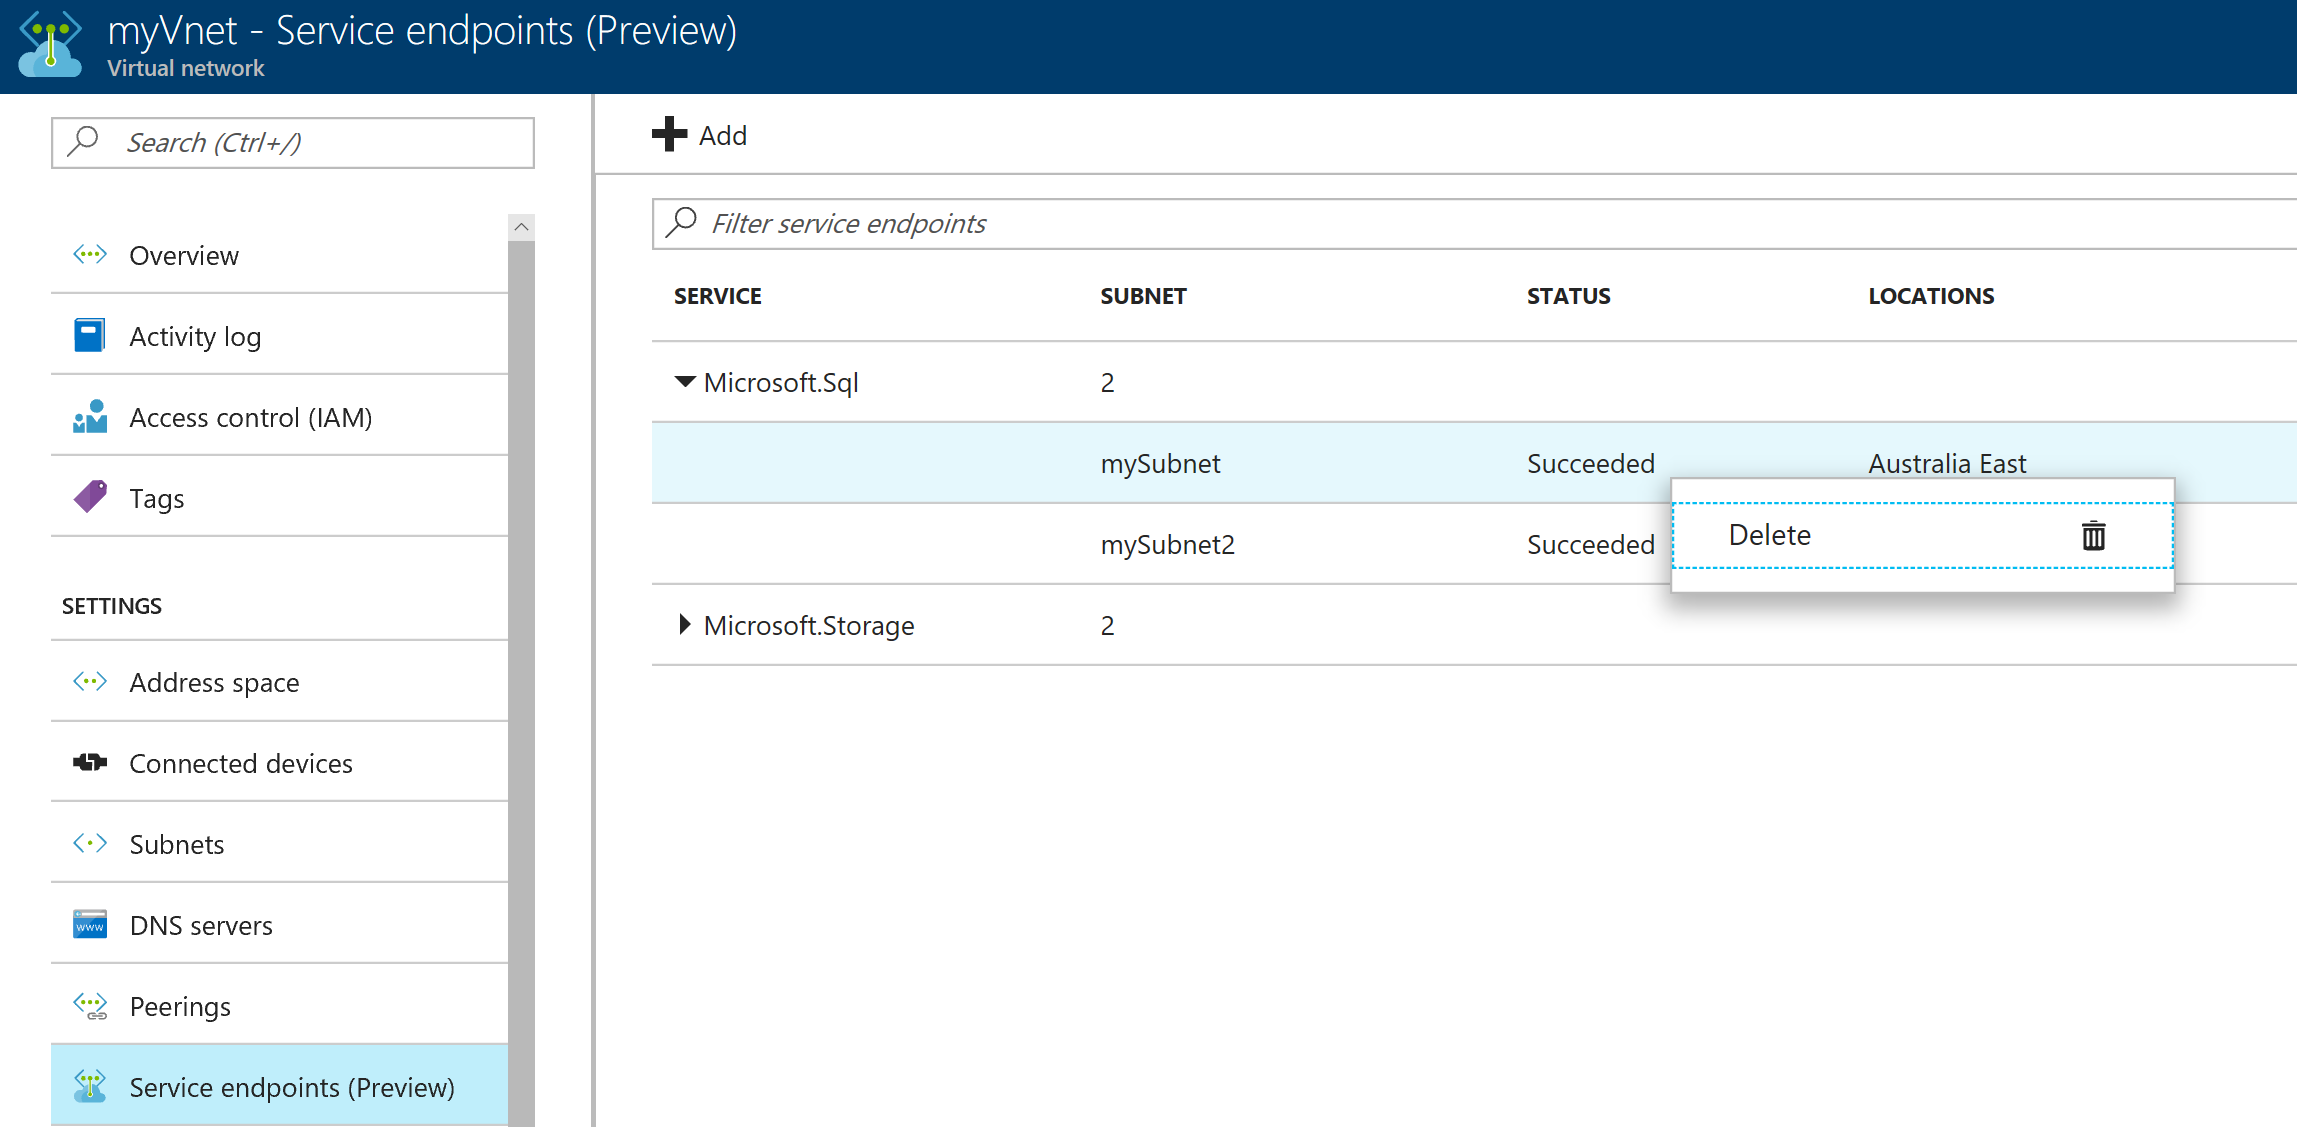 myVnet - Service endpoints (Preview)
Virtual network
Search (Ctrl+/)
Overview
Activity log
Access control (IAM)
Tags
SETTINGS
Address space
Connected devices
Subnets
DNS servers
www
Peerings
Service endpoints (Preview)
Add
Filter service endpoints
SERVICE SUBNET STATUS LOCATIONS
Microsoft.Sql 2
mySubnet Succeeded Australia East
mySubnet2 Succeeded
Delete
Microsoft.Storage 2